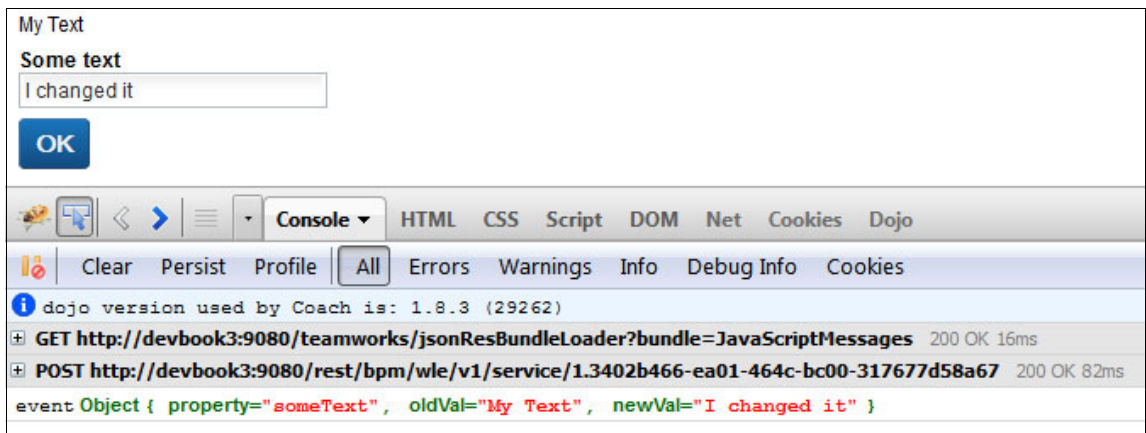 My Text
Some text
I changed it
OK
Console HTML CSS Script DOM Net Cookies Dojo
Clear Persist Profile All Errors Warnings Info Debug Info Cookies
dojo version used by Coach is: 1.8.3 (29262)
GET http://devbook3:9080/teamworks/jsonResBundleLoader?bundle=JavaScriptMessages 200 OK 16ms
POST http://devbook3:9080/rest/bpm/wle/v1/service/1.3402b466-ea01-464c-bc00-317677d58a67 200 OK 82ms
event Object { property="someText", oldVal="My Text", newVal="I changed it" }